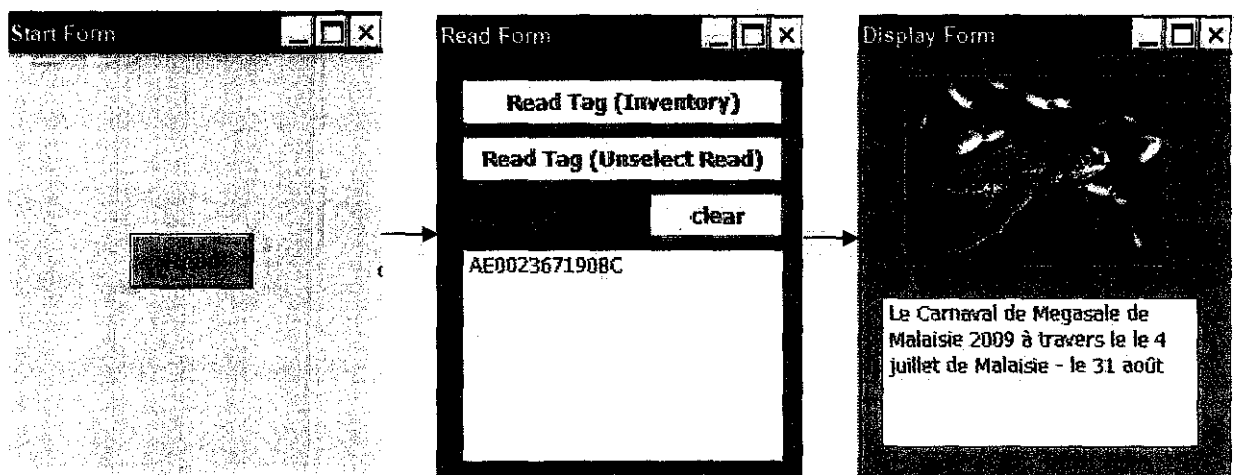 Start Form
Read Form
Read Tag (Inventory)
Read Tag (Unselect Read)
clear
AE0023671908C
Display Form
Le Carnaval de Megasale de
Malaisie 2009 à travers le le 4
juillet de Malaisie - le 31 août